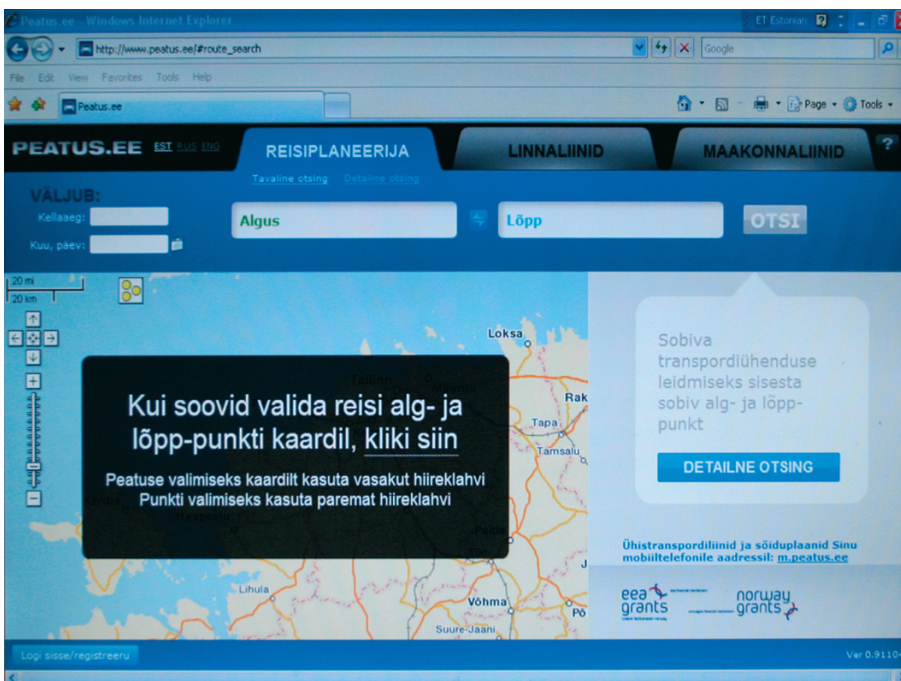 Peatus.ee - Windows Internet Explorer
ET Estonian
http://www.peatus.ee/#route_search
Google
File Edit View Favorites Tools Help
Peatus.ee
Page
Tools
PEATUS.EE
EST RUS ENG
REISIPLANEERIJA
LINNALIINID
MAAKONNALIINID
?
Tavaline otsing Detailne otsing
VÄLJUB:
Kellaaeg:
Kuu, päev:
Algus
Lõpp
OTSI
20 mi
20 km
Loksa
Tallinn
Rak
Tapa
Tamsalu
Paide
J
Lihula
Võhma
Põ
Suure-Jaani
Kui soovid valida reisi alg- ja
lõpp-punkti kaardil, kliki siin
Peatuse valimiseks kaardilt kasuta vasakut hiireklahvi
Punkti valimiseks kasuta paremat hiireklahvi
Sobiva
transpordiühenduse
leidmiseks sisesta
sobiv alg- ja lõpp-
punkt
DETAILNE OTSING
Ühistranspordiliinid ja sõiduplaanid Sinu
mobiiltelefonile aadressil: m.peatus.ee
eea
grants
norway
grants
Logi sisse/registreeru
Ver 0.91104